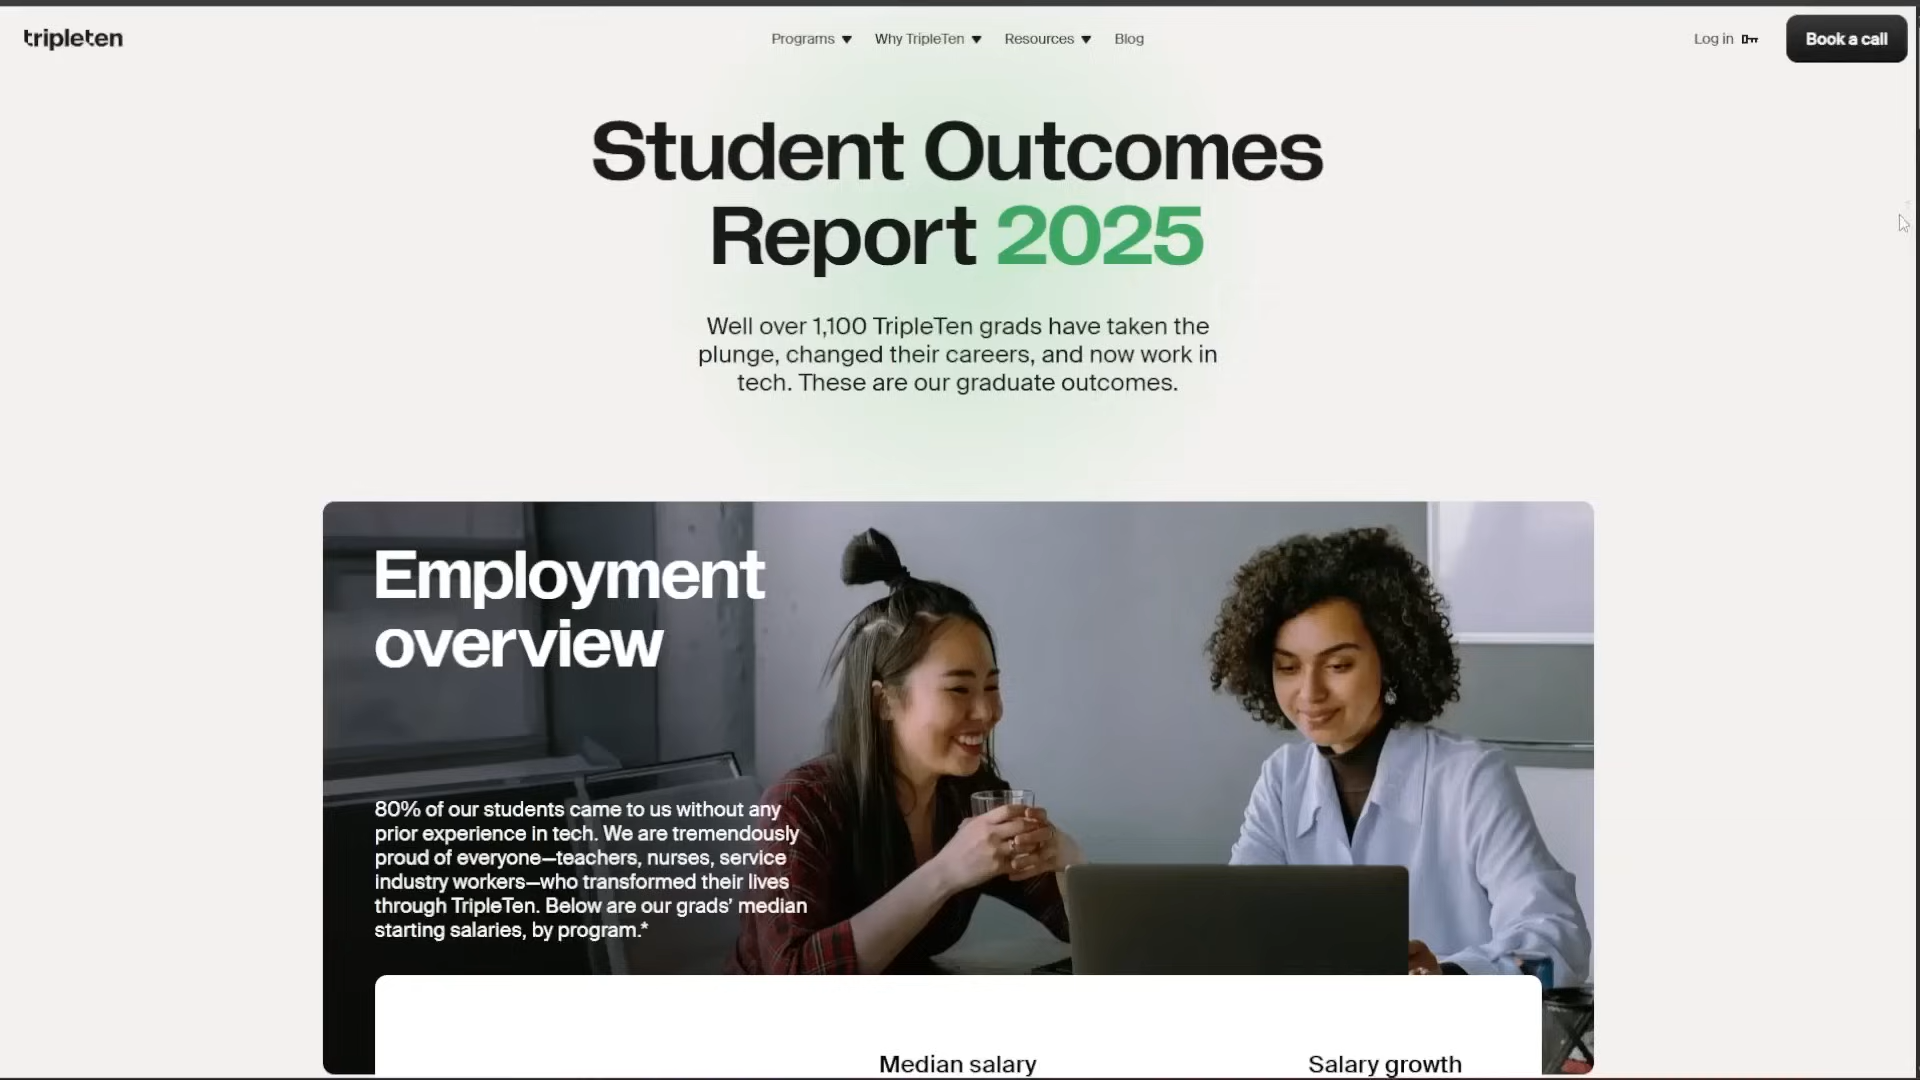 tripleten
Programs
Why TripleTen
Resources
Blog
Log in
Book a call
Student Outcomes
Report 2025
Well over 1,100 TripleTen grads have taken the
plunge, changed their careers, and now work in
tech. These are our graduate outcomes.
Employment
overview
80% of our students came to us without any
prior experience in tech. We are tremendously
proud of everyone—teachers, nurses, service
industry workers—who transformed their lives
through TripleTen. Below are our grads’ median
starting salaries, by program.*
Median salary
Salary growth